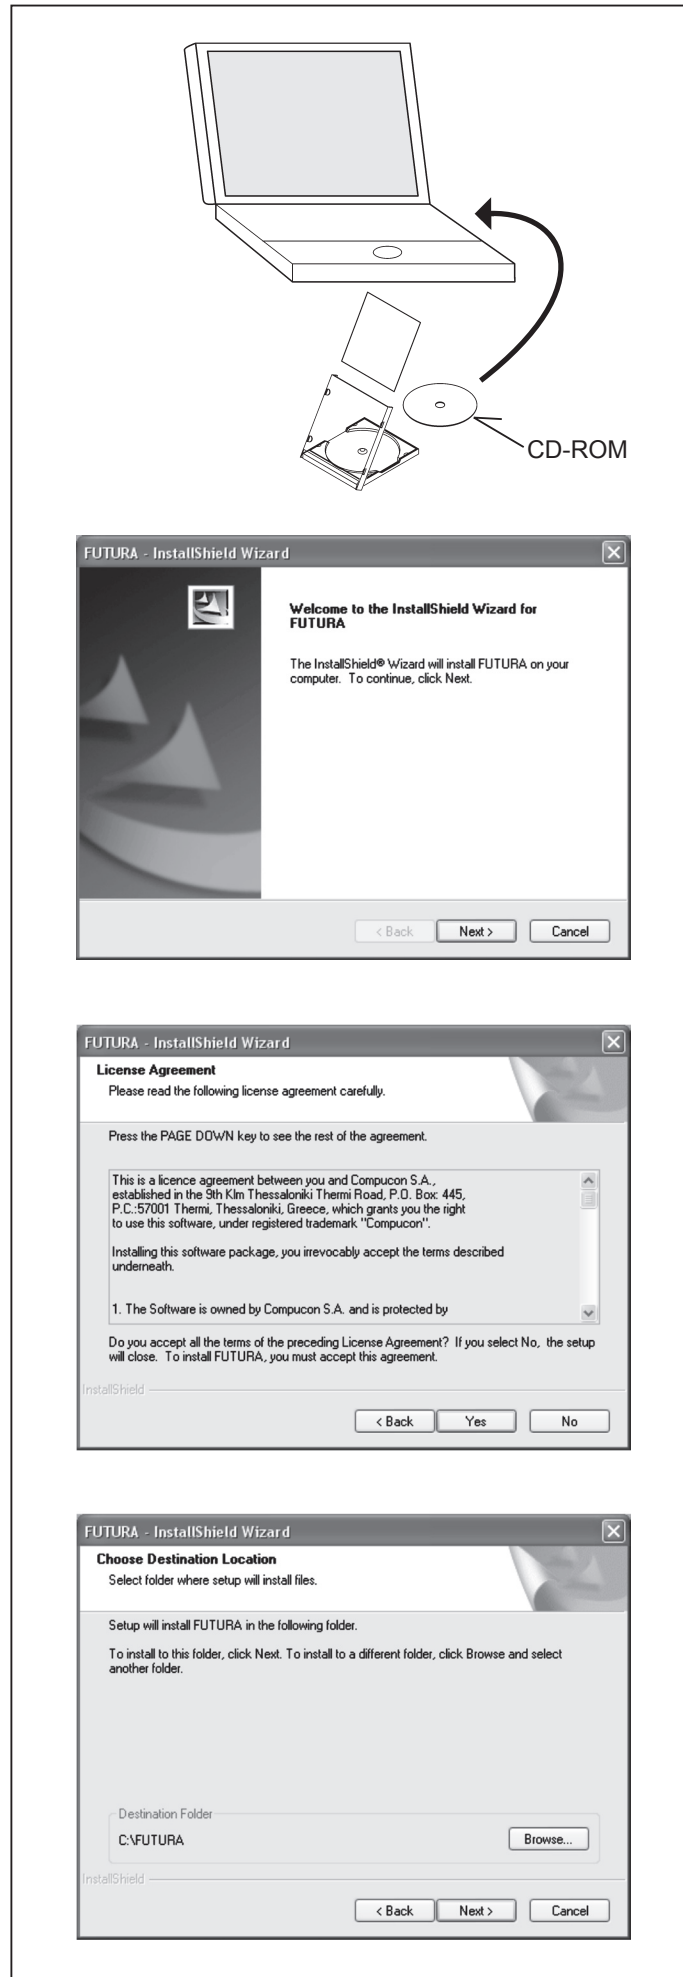 CD-ROM
FUTURA - InstallShield Wizard
Welcome to the InstallShield Wizard for
FUTURA
The InstallShield® Wizard will install FUTURA on your
computer. To continue, click Next.
< Back Next > Cancel
FUTURA - InstallShield Wizard
License Agreement
Please read the following license agreement carefully.
Press the PAGE DOWN key to see the rest of the agreement.
This is a licence agreement between you and Compucon S.A.,
established in the 9th Klm Thessaloniki Thermi Road, P.O. Box: 445,
P.C.:57001 Thermi, Thessaloniki, Greece, which grants you the right
to use this software, under registered trademark "Compucon".
Installing this software package, you irrevocably accept the terms described
underneath.
1. The Software is owned by Compucon S.A. and is protected by
Do you accept all the terms of the preceding License Agreement? If you select No, the setup
will close. To install FUTURA, you must accept this agreement.
InstallShield
< Back Yes No
FUTURA - InstallShield Wizard
Choose Destination Location
Select folder where setup will install files.
Setup will install FUTURA in the following folder.
To install to this folder, click Next. To install to a different folder, click Browse and select
another folder.
Destination Folder
C:\FUTURA Browse...
InstallShield
< Back Next > Cancel